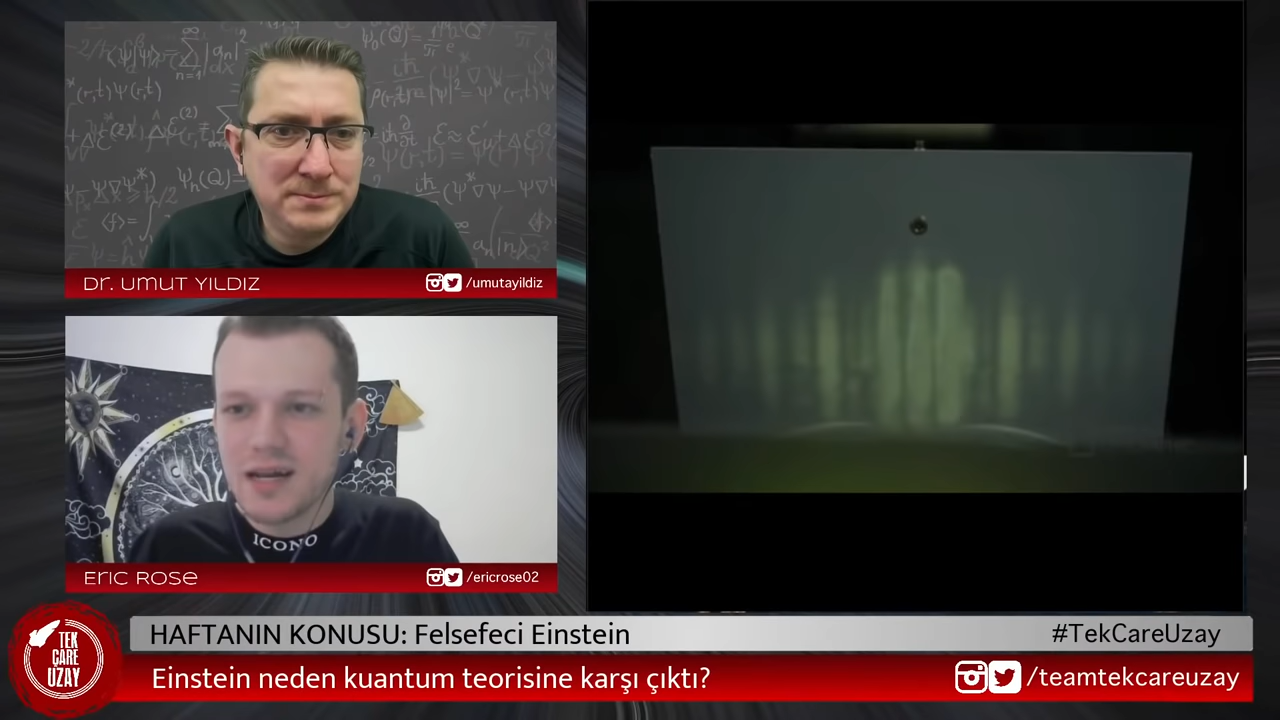 Dr. Umut Yıldız
/umutayildiz
ICONO
Eric Rose
/ericrose02
TEK
ÇARE
UZAY
HAFTANIN KONUSU: Felsefeci Einstein
#TekCareUzay
Einstein neden kuantum teorisine karşı çıktı?
/teamtekcareuzay